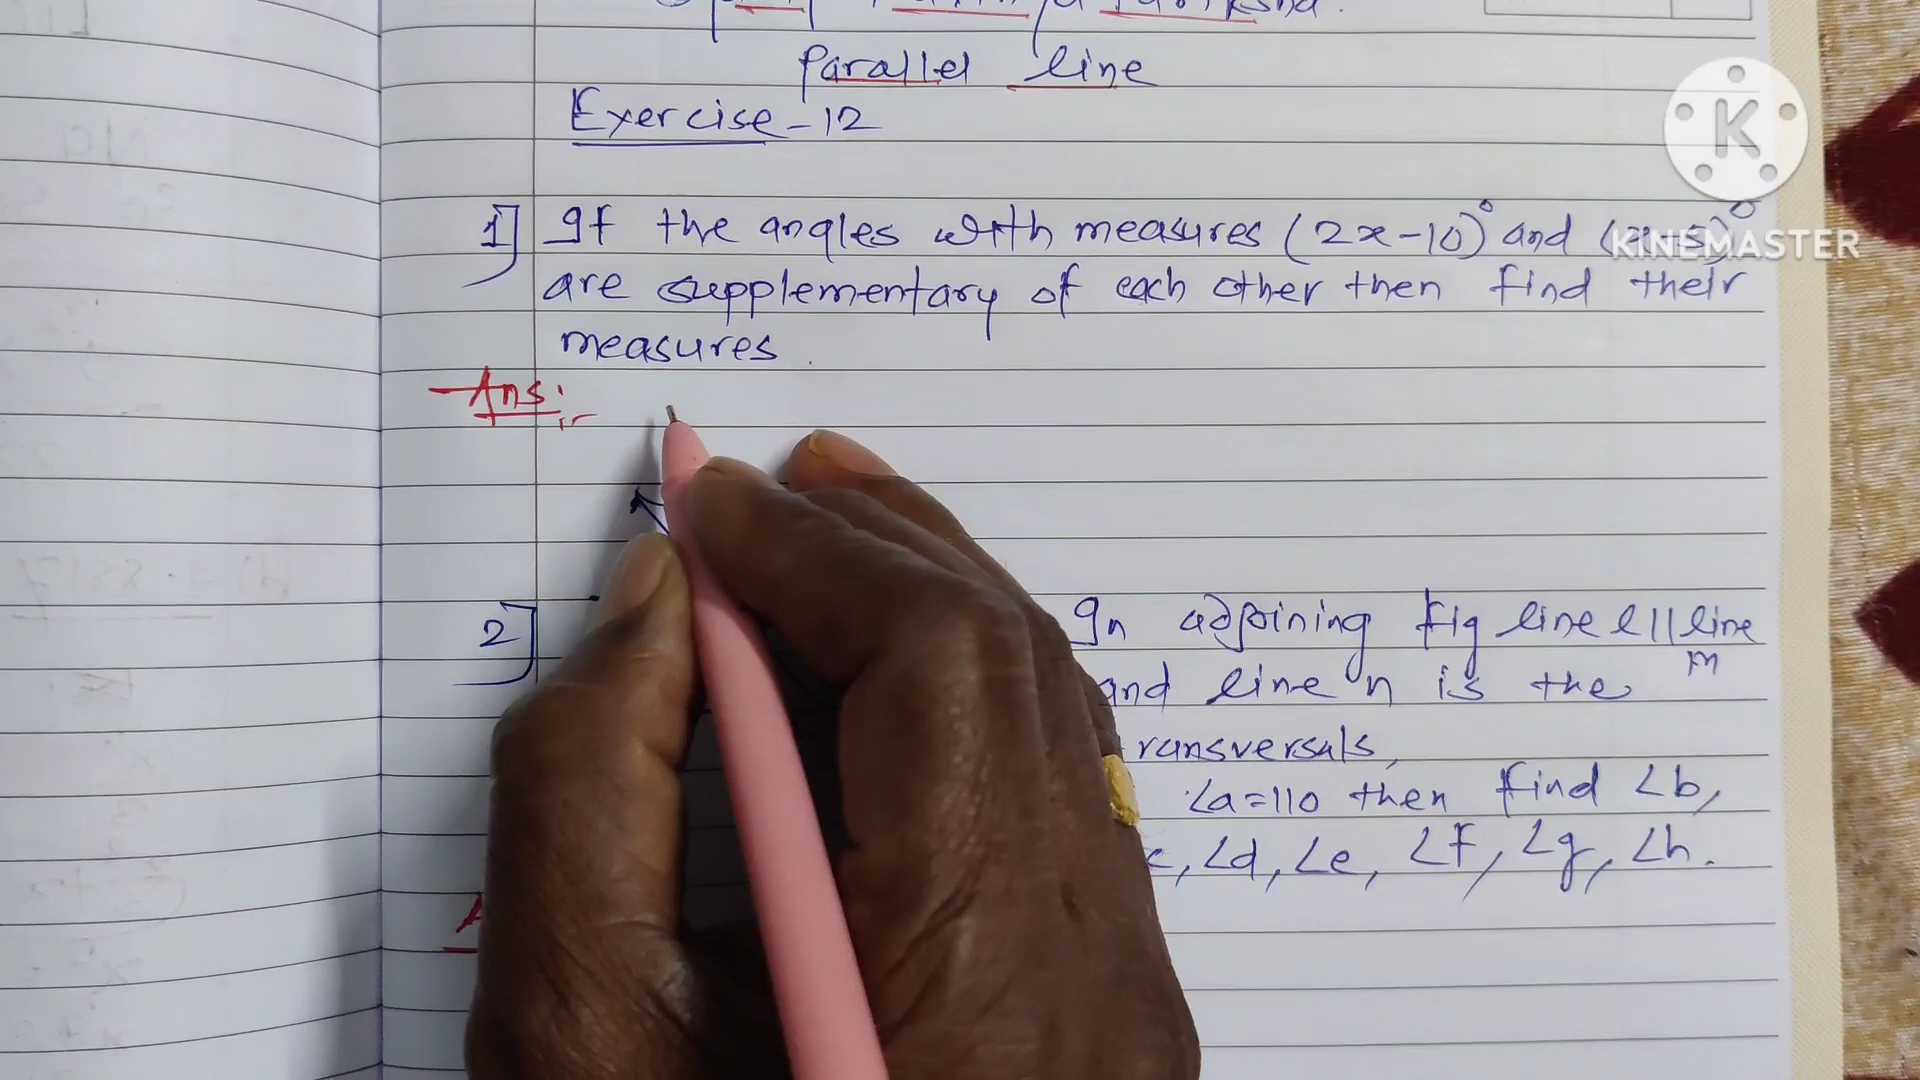 parallel line
Exercise-12
1] If the angles with measures (2x-10)° and
are supplementary of each other then find their
measures.
Ans:-
2] In adjoining fig line l||line
m
and line n is the
ransversals,
∠a=110 then find ∠b,
∠d, ∠e, ∠f, ∠g, ∠h.
K
KINEMASTER